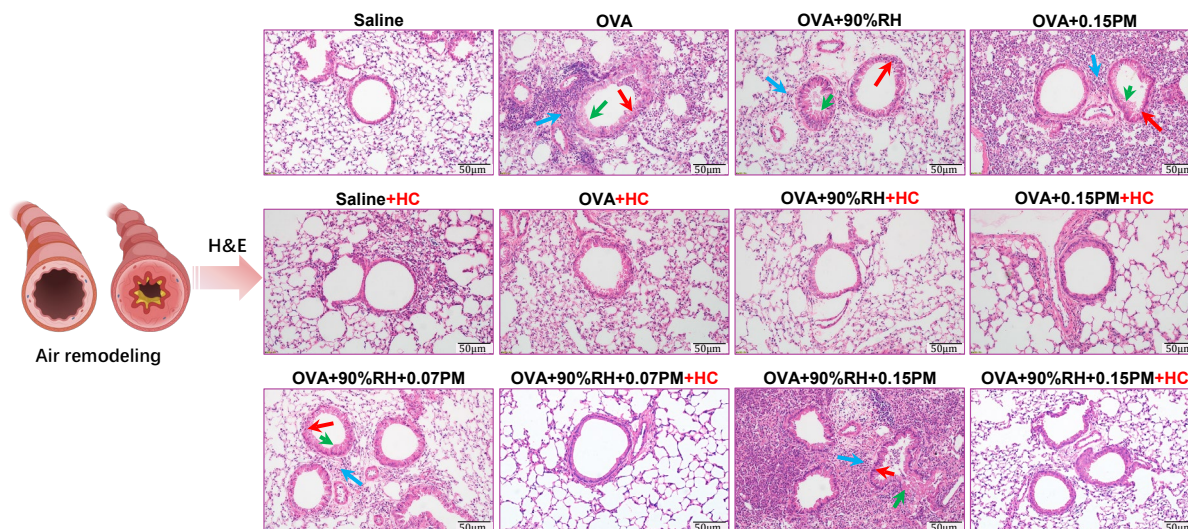 Saline
OVA
OVA+90%RH
OVA+0.15PM
50μm
50μm
50μm
50μm
Saline+HC
OVA+HC
OVA+90%RH+HC
OVA+0.15PM+HC
H&E
50μm
50μm
50μm
50μm
Air remodeling
OVA+90%RH+0.07PM
OVA+90%RH+0.07PM+HC
OVA+90%RH+0.15PM
OVA+90%RH+0.15PM+HC
50μm
50μm
50μm
50μm